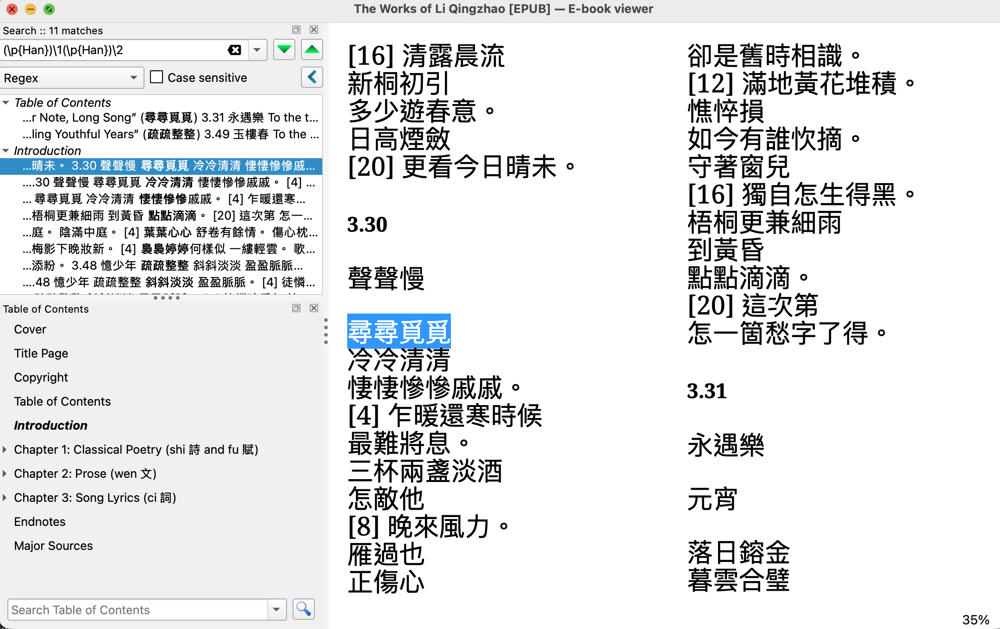 The Works of Li Qingzhao [EPUB] — E-book viewer
Search :: 11 matches
(\p{Han})\1(\p{Han})\2
Regex
Case sensitive
Table of Contents
...r Note, Long Song” (尋尋覓覓) 3.31 永遇樂 To the t...
...ling Youthful Years” (疏疏整整) 3.49 玉樓春 To the ...
Introduction
...晴未。 3.30 聲聲慢 尋尋覓覓 冷冷清清 悽悽慘慘戚...
....30 聲聲慢 尋尋覓覓 冷冷清清 悽悽慘慘戚戚。 [4] ...
... 尋尋覓覓 冷冷清清 悽悽慘慘戚戚。 [4] 乍暖還寒...
...梧桐更兼細雨 到黃昏 點點滴滴。 [20] 這次第 怎一...
...庭。 陰滿中庭。 [4] 葉葉心心 舒卷有餘情。 傷心枕...
...梅影下晚妝新。 [4] 裊裊婷婷何樣似 一縷輕雲。 歌...
...添粉。 3.48 憶少年 疏疏整整 斜斜淡淡 盈盈脈脈...
....48 憶少年 疏疏整整 斜斜淡淡 盈盈脈脈。 [4] 徒憐...
Table of Contents
Cover
Title Page
Copyright
Table of Contents
Introduction
Chapter 1: Classical Poetry (shi 詩 and fu 賦)
Chapter 2: Prose (wen 文)
Chapter 3: Song Lyrics (ci 詞)
Endnotes
Major Sources
Search Table of Contents
[16] 清露晨流
新桐初引
多少遊春意。
日高煙斂
[20] 更看今日晴未。
3.30
聲聲慢
尋尋覓覓
冷冷清清
悽悽慘慘戚戚。
[4] 乍暖還寒時候
最難將息。
三杯兩盞淡酒
怎敵他
[8] 晚來風力。
雁過也
正傷心
卻是舊時相識。
[12] 滿地黃花堆積。
憔悴損
如今有誰忺摘。
守著窗兒
[16] 獨自怎生得黑。
梧桐更兼細雨
到黃昏
點點滴滴。
[20] 這次第
怎一箇愁字了得。
3.31
永遇樂
元宵
落日鎔金
暮雲合璧
35%